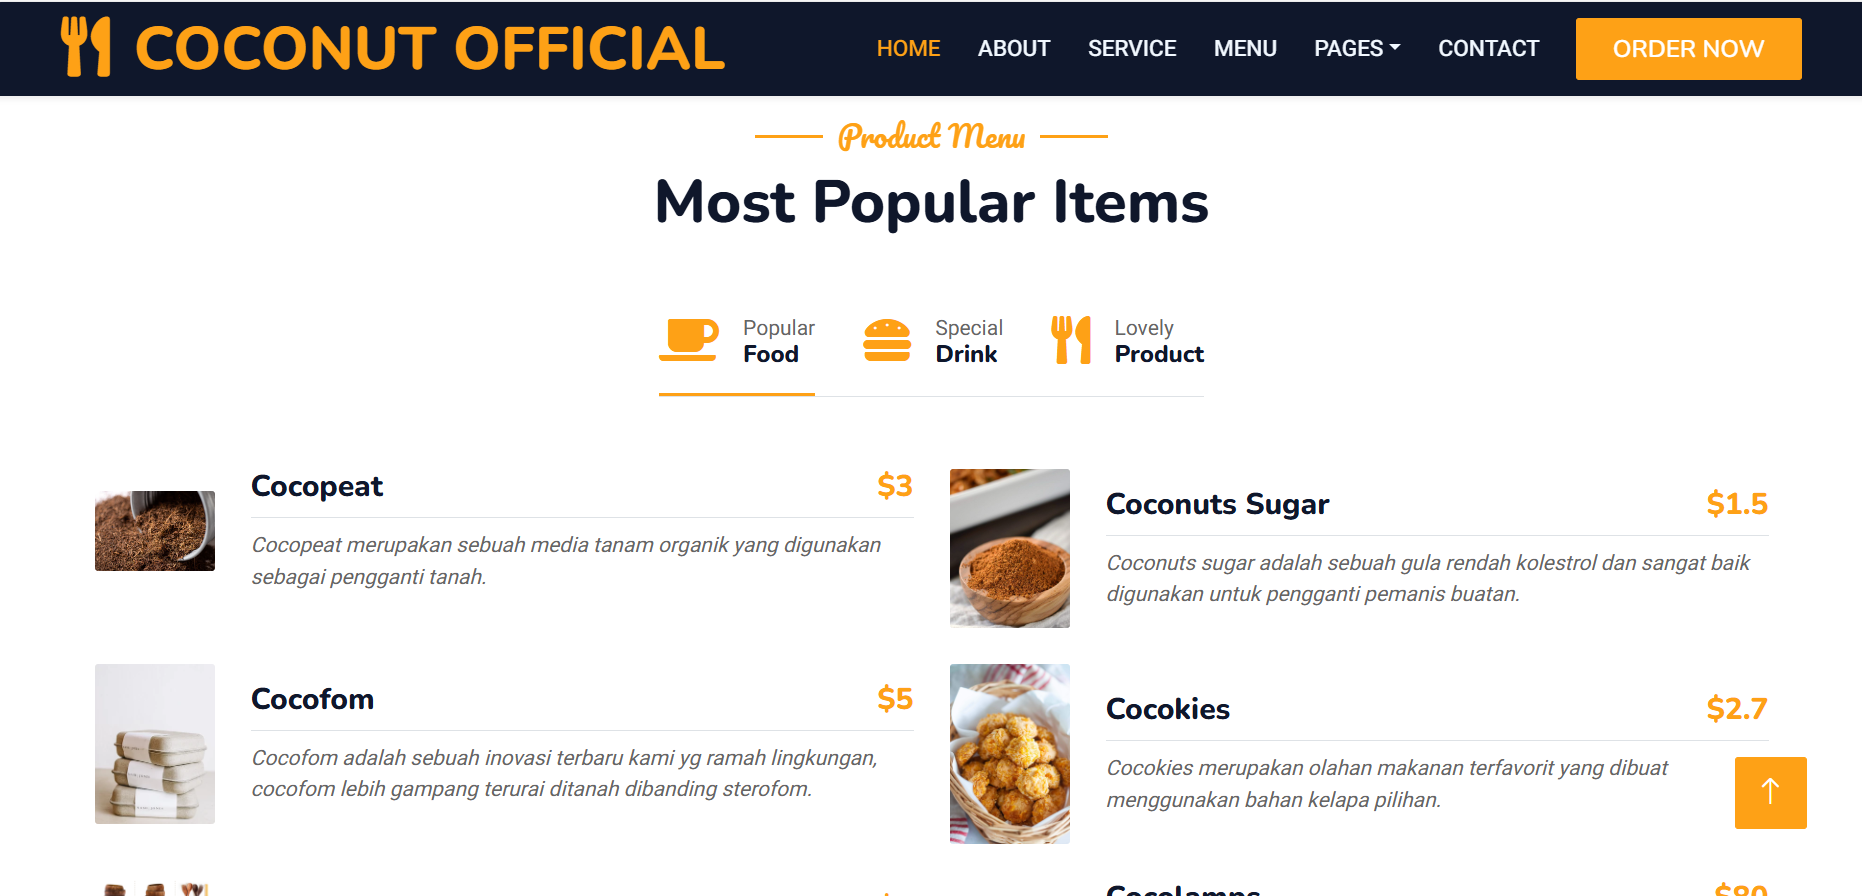 COCONUT OFFICIAL
HOME ABOUT SERVICE MENU PAGES CONTACT ORDER NOW
Product Menu
Most Popular Items
Popular
Food
Special
Drink
Lovely
Product
Cocopeat $3
Cocopeat merupakan sebuah media tanam organik yang digunakan
sebagai pengganti tanah.
Coconuts Sugar $1.5
Coconuts sugar adalah sebuah gula rendah kolestrol dan sangat baik
digunakan untuk pengganti pemanis buatan.
Cocofom $5
Cocofom adalah sebuah inovasi terbaru kami yg ramah lingkungan,
cocofom lebih gampang terurai ditanah dibanding sterofom.
Cocokies $2.7
Cocokies merupakan olahan makanan terfavorit yang dibuat
menggunakan bahan kelapa pilihan.
Cocolamps $80